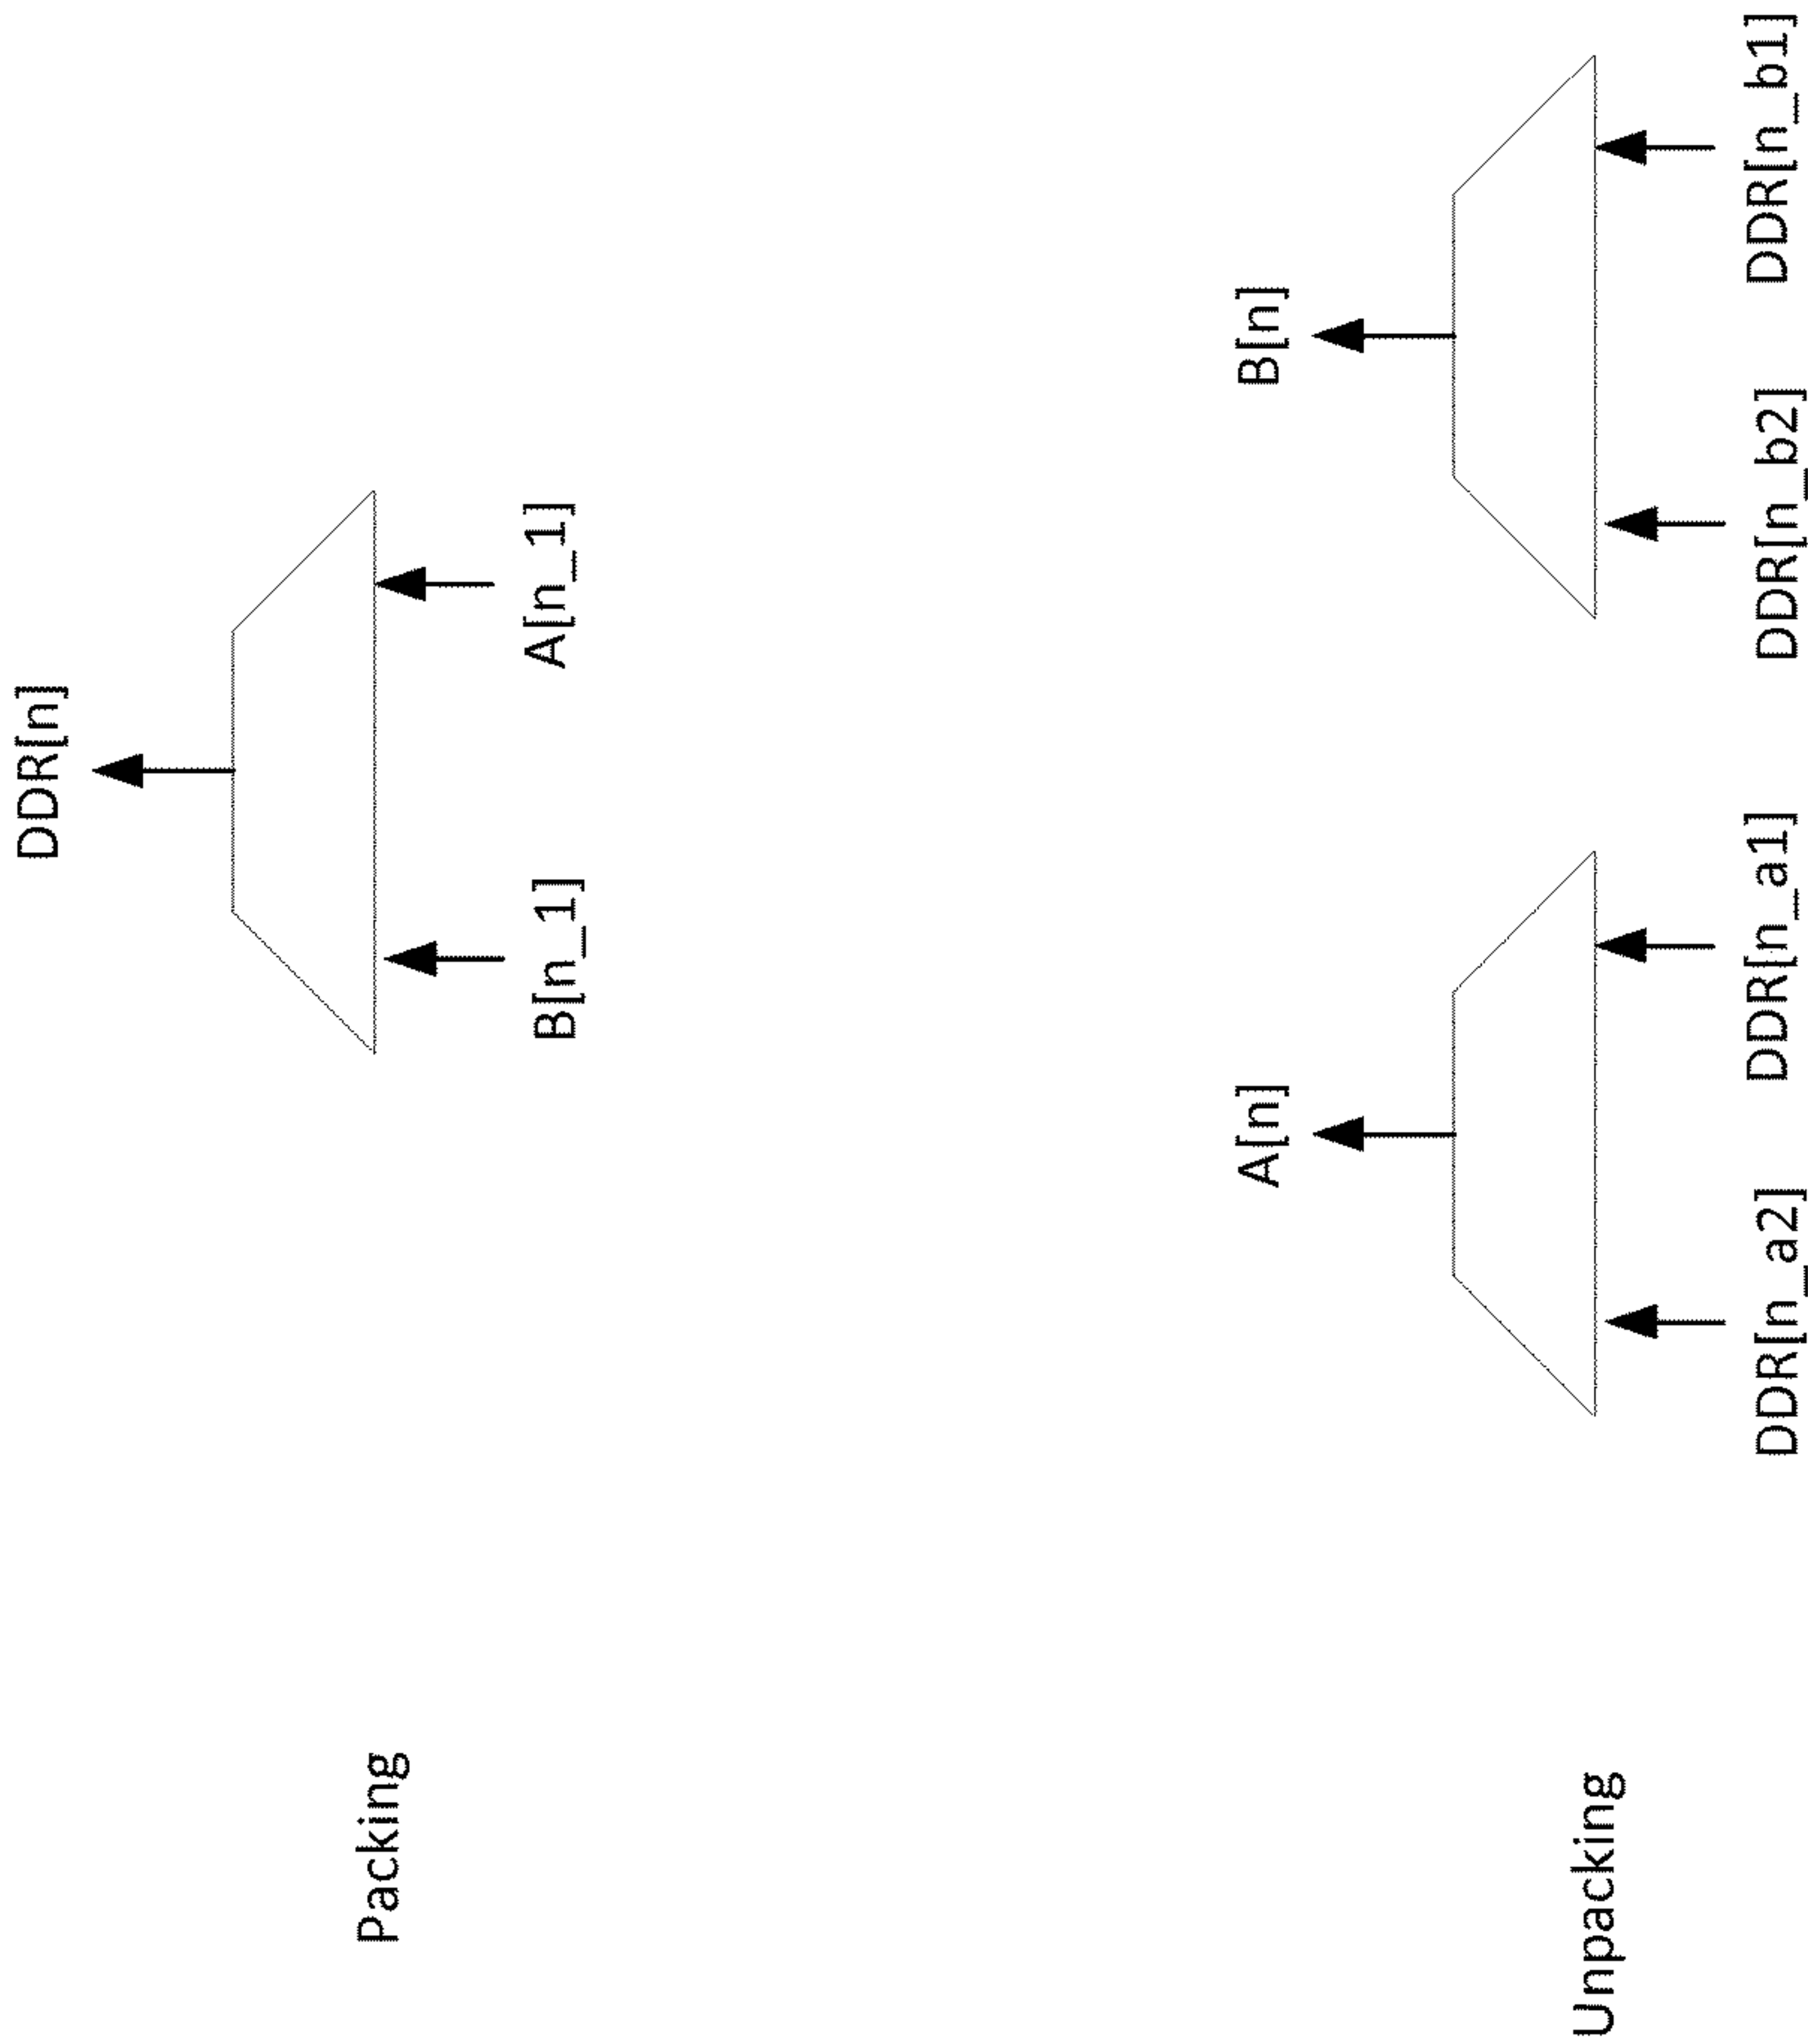 DDR[n]
Packing
B[n_1]
A[n_1]
A[n]
B[n]
Unpacking
DDR[n_a2]
DDR[n_a1]
DDR[n_b2]
DDR[n_b1]